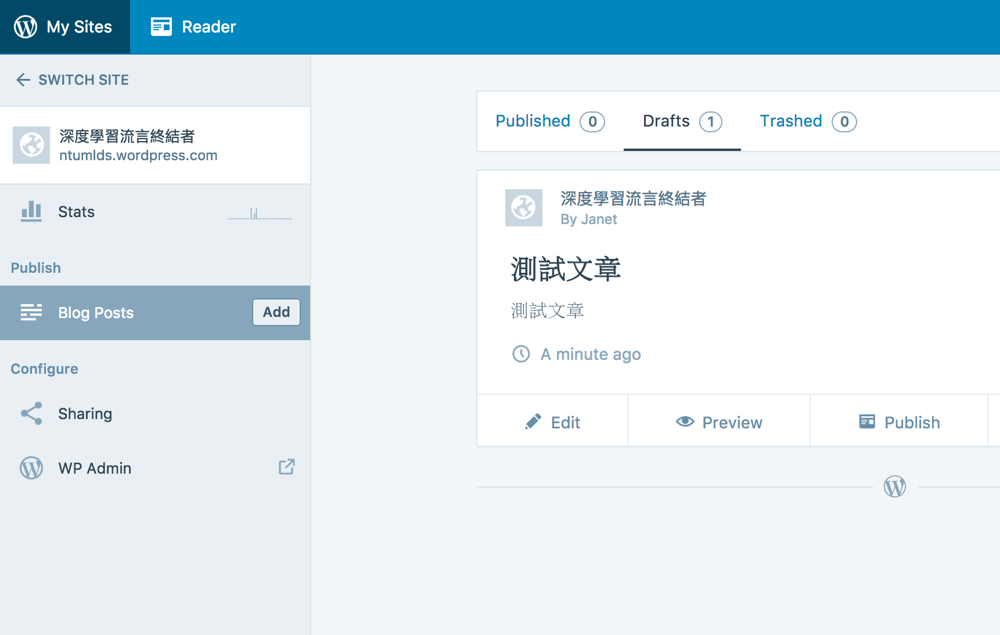 My Sites
Reader
SWITCH SITE
深度學習流言終結者
ntumlds.wordpress.com
Stats
Publish
Blog Posts
Add
Configure
Sharing
WP Admin
Published 0
Drafts 1
Trashed 0
深度學習流言終結者
By Janet
測試文章
測試文章
A minute ago
Edit
Preview
Publish